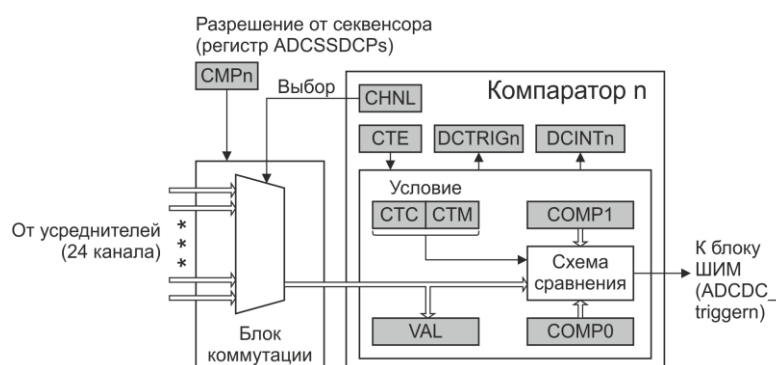 Разрешение от секвенсора
(регистр ADCSSDCPs)
CMPn
Выбор
CHNL
Компаратор n
CTE
DCTRIGn
DCINTn
Условие
CTC
CTM
COMP1
От усреднителей
(24 канала)
* * *
Схема
сравнения
К блоку
ШИМ
(ADCDC_
triggern)
VAL
COMP0
Блок
коммутации